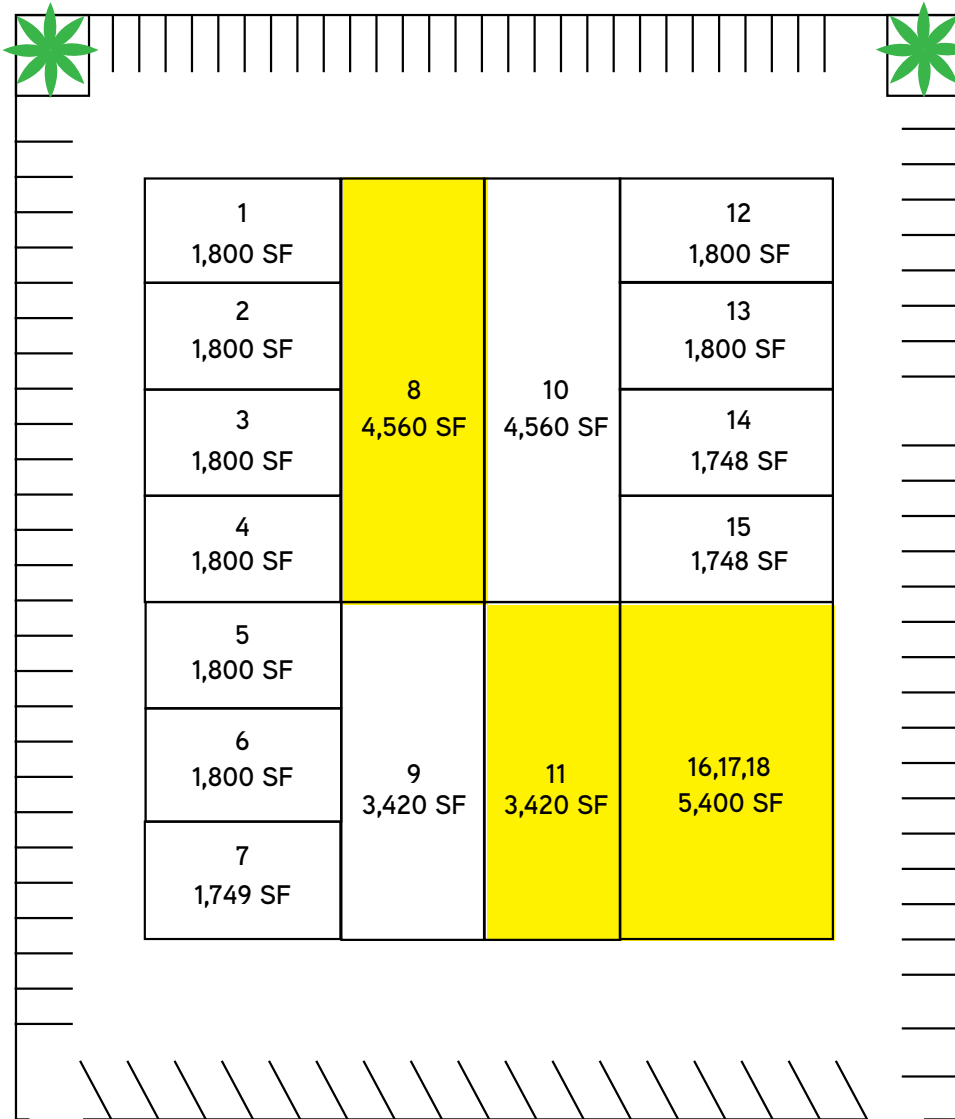 1
1,800 SF
2
1,800 SF
3
1,800 SF
4
1,800 SF
5
1,800 SF
6
1,800 SF
7
1,749 SF
8
4,560 SF
9
3,420 SF
10
4,560 SF
11
3,420 SF
12
1,800 SF
13
1,800 SF
14
1,748 SF
15
1,748 SF
16,17,18
5,400 SF